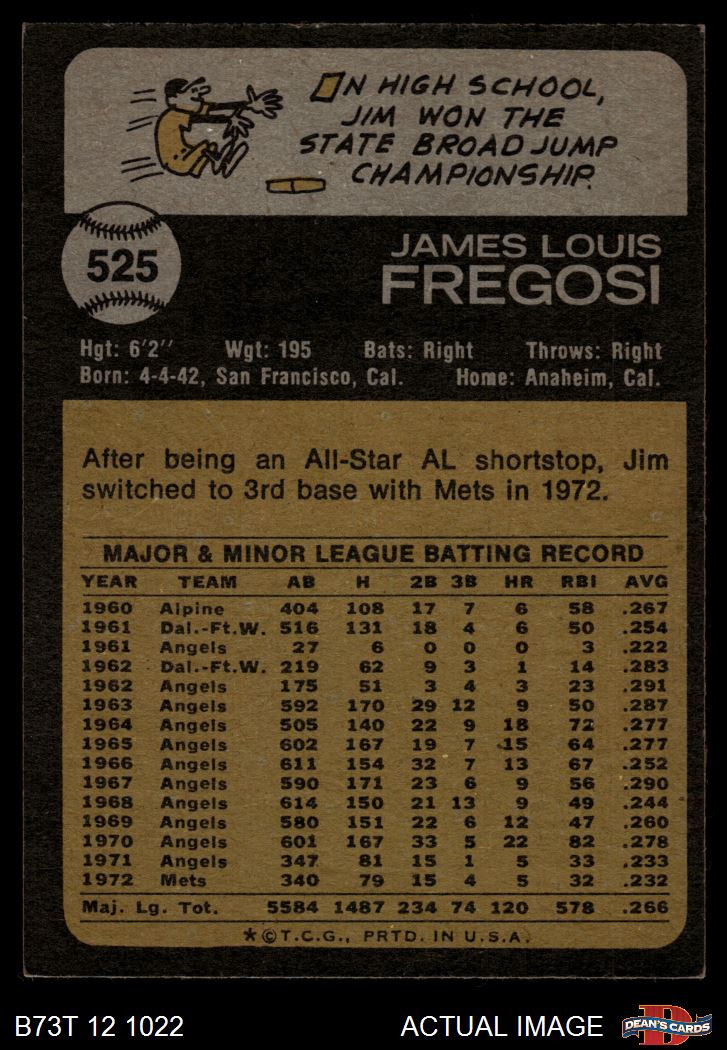 IN HIGH SCHOOL,
JIM WON THE
STATE BROAD JUMP
CHAMPIONSHIP.
525
JAMES LOUIS
FREGOSI
Hgt: 6'2" Wgt: 195 Bats: Right Throws: Right
Born: 4-4-42, San Francisco, Cal. Home: Anaheim, Cal.
After being an All-Star AL shortstop, Jim
switched to 3rd base with Mets in 1972.
MAJOR & MINOR LEAGUE BATTING RECORD
YEAR TEAM AB H 2B 3B HR RBI AVG
1960 Alpine 404 108 17 7 6 58 .267
1961 Dal.-Ft.W. 516 131 18 4 6 50 .254
1961 Angels 27 6 0 0 0 3 .222
1962 Dal.-Ft.W. 219 62 9 3 1 14 .283
1962 Angels 175 51 3 4 3 23 .291
1963 Angels 592 170 29 12 9 50 .287
1964 Angels 505 140 22 9 18 72 .277
1965 Angels 602 167 19 7 15 64 .277
1966 Angels 611 154 32 7 13 67 .252
1967 Angels 590 171 23 6 9 56 .290
1968 Angels 614 150 21 13 9 49 .244
1969 Angels 580 151 22 6 12 47 .260
1970 Angels 601 167 33 5 22 82 .278
1971 Angels 347 81 15 1 5 33 .233
1972 Mets 340 79 15 4 5 32 .232
Maj. Lg. Tot. 5584 1487 234 74 120 578 .266
*©T.C.G., PRTD. IN U.S.A.
B73T 12 1022 ACTUAL IMAGE
D
DEAN'S CARDS